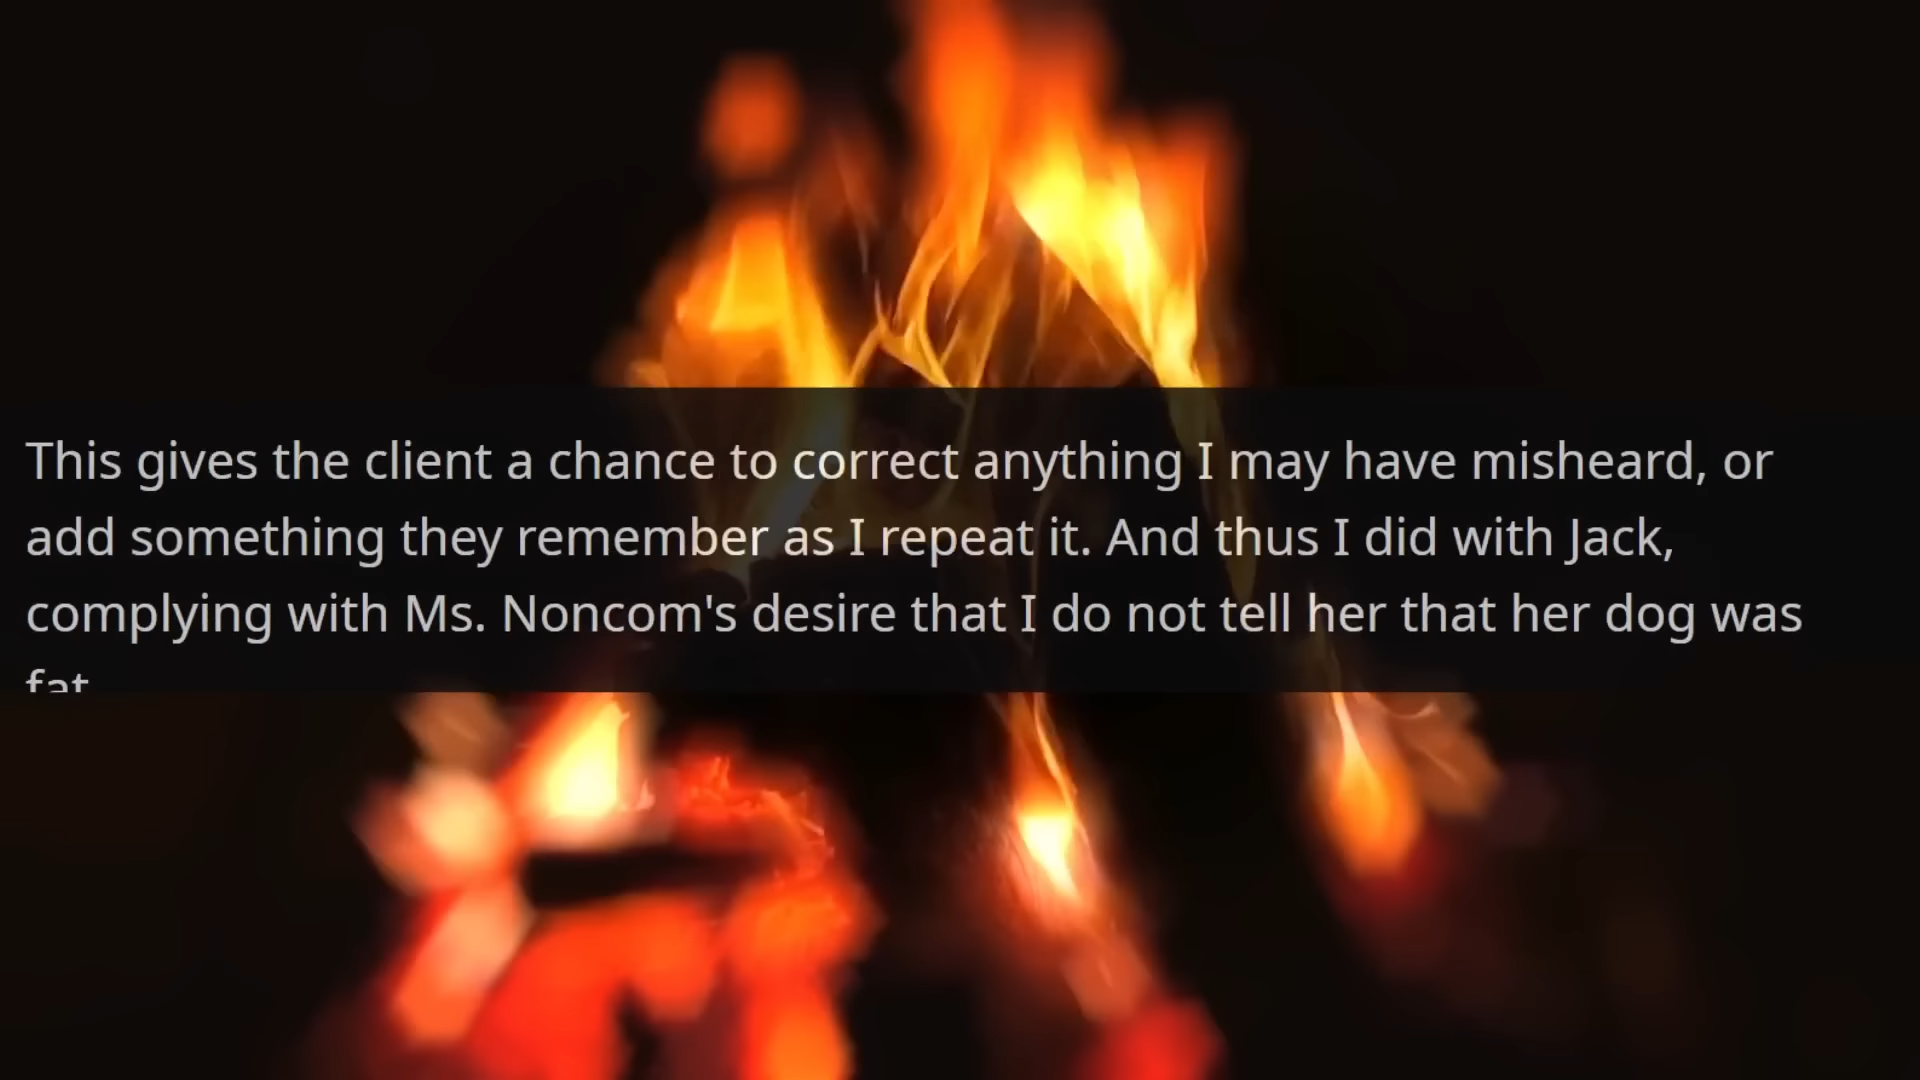 This gives the client a chance to correct anything I may have misheard, or
add something they remember as I repeat it. And thus I did with Jack,
complying with Ms. Noncom's desire that I do not tell her that her dog was
fat